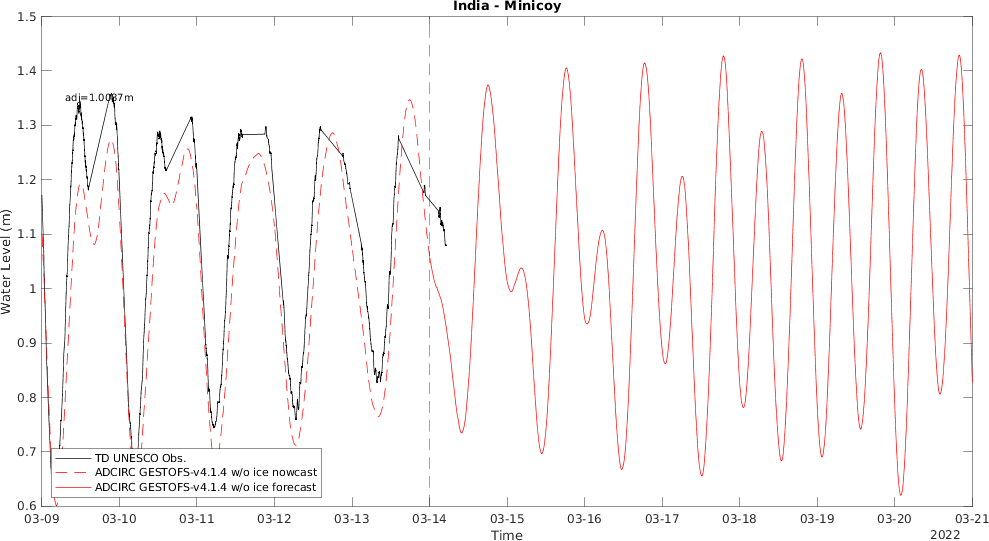 India - Minicoy
1.5
1.4
1.3
1.2
1.1
1
0.9
0.8
0.7
0.6
Water Level (m)
adj=1.0037m
TD UNESCO Obs.
ADCIRC GESTOFS-v4.1.4 w/o ice nowcast
ADCIRC GESTOFS-v4.1.4 w/o ice forecast
03-09 03-10 03-11 03-12 03-13 03-14 03-15 03-16 03-17 03-18 03-19 03-20 03-21
Time
2022